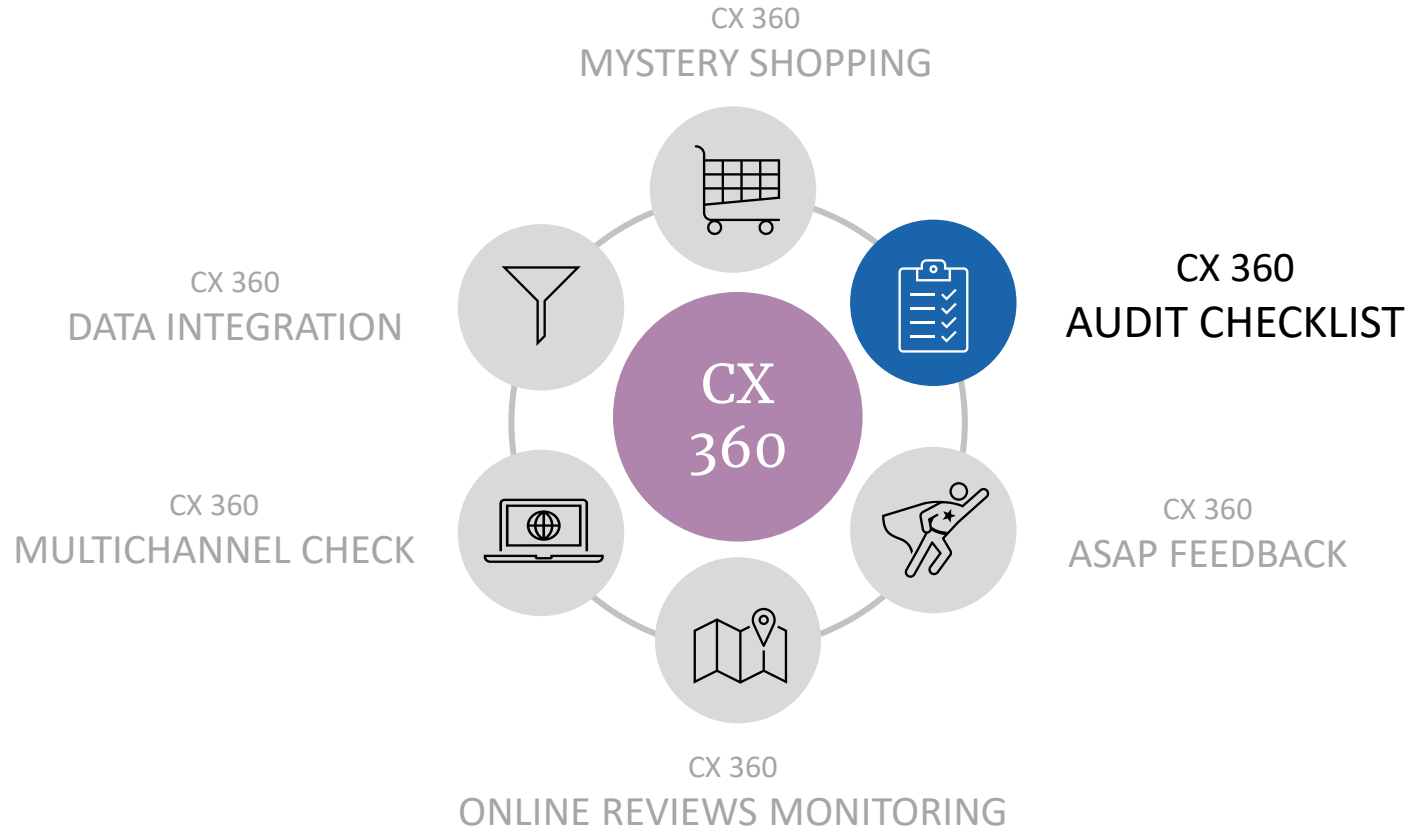 CX 360
MYSTERY SHOPPING
CX 360
AUDIT CHECKLIST
CX 360
DATA INTEGRATION
CX
360
CX 360
MULTICHANNEL CHECK
CX 360
ASAP FEEDBACK
CX 360
ONLINE REVIEWS MONITORING